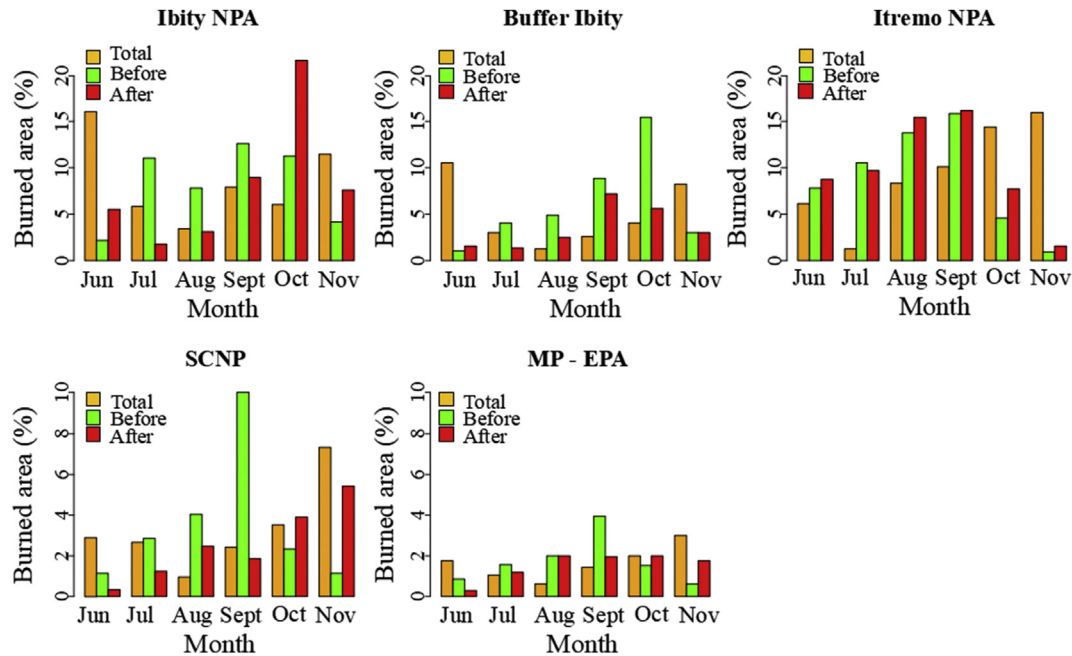 Ibity NPA
Total
Before
After
Burned area (%)
0 5 10 15 20
Jun Jul Aug Sept Oct Nov
Month
Buffer Ibity
Total
Before
After
Burned area (%)
0 5 10 15 20
Jun Jul Aug Sept Oct Nov
Month
Itremo NPA
Total
Before
After
Burned area (%)
0 5 10 15 20
Jun Jul Aug Sept Oct Nov
Month
SCNP
Total
Before
After
Burned area (%)
0 2 4 6 8 10
Jun Jul Aug Sept Oct Nov
Month
MP - EPA
Total
Before
After
Burned area (%)
0 2 4 6 8 10
Jun Jul Aug Sept Oct Nov
Month